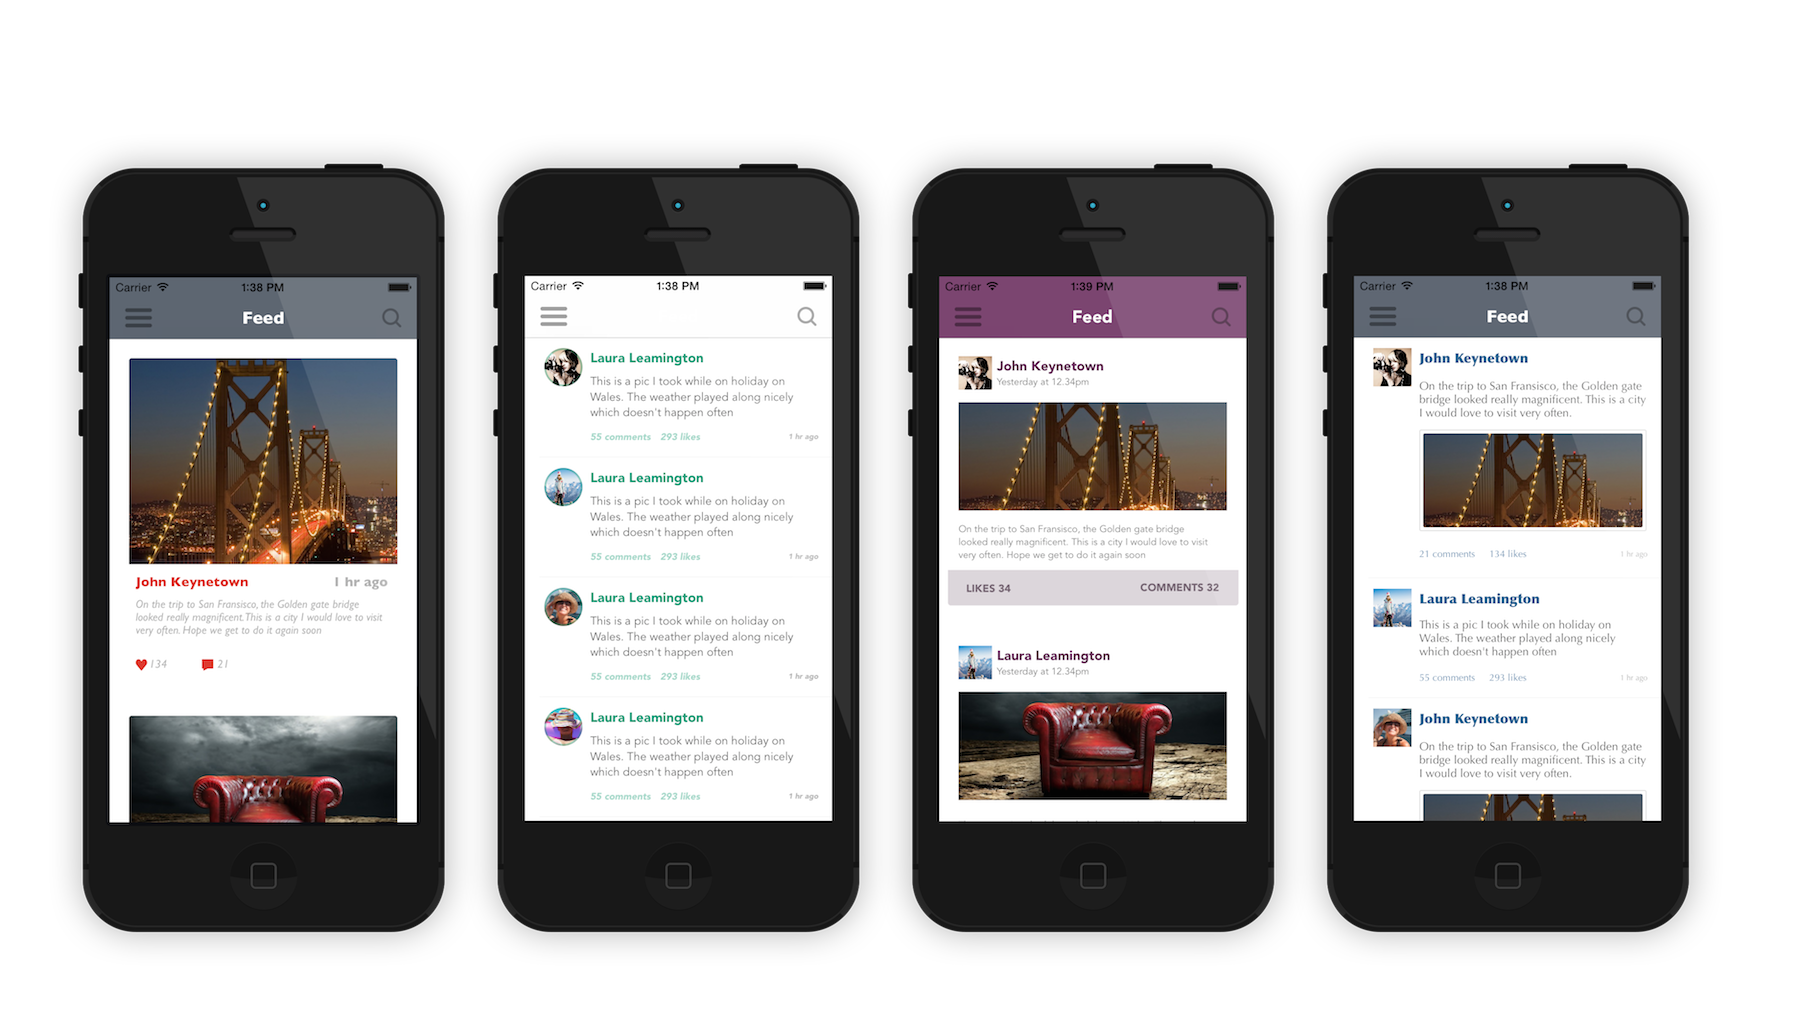 Carrier 1:38 PM
Feed
John Keynetown 1 hr ago
On the trip to San Fransisco, the Golden gate bridge
looked really magnificent. This is a city I would love to visit
very often. Hope we get to do it again soon
134 21
Carrier 1:38 PM
Laura Leamington
This is a pic I took while on holiday on
Wales. The weather played along nicely
which doesn't happen often
55 comments 293 likes 1 hr ago
Laura Leamington
This is a pic I took while on holiday on
Wales. The weather played along nicely
which doesn't happen often
55 comments 293 likes 1 hr ago
Laura Leamington
This is a pic I took while on holiday on
Wales. The weather played along nicely
which doesn't happen often
55 comments 293 likes 1 hr ago
Laura Leamington
This is a pic I took while on holiday on
Wales. The weather played along nicely
which doesn't happen often
55 comments 293 likes 1 hr ago
Carrier 1:39 PM
Feed
John Keynetown
Yesterday at 12.34pm
On the trip to San Fransisco, the Golden gate bridge
looked really magnificent. This is a city I would love to visit
very often. Hope we get to do it again soon
LIKES 34 COMMENTS 32
Laura Leamington
Yesterday at 12.34pm
Carrier 1:38 PM
Feed
John Keynetown
On the trip to San Fransisco, the Golden gate
bridge looked really magnificent. This is a city
I would love to visit very often.
21 comments 134 likes 1 hr ago
Laura Leamington
This is a pic I took while on holiday on
Wales. The weather played along nicely
which doesn't happen often
55 comments 293 likes 1 hr ago
John Keynetown
On the trip to San Fransisco, the Golden gate
bridge looked really magnificent. This is a city
I would love to visit very often.